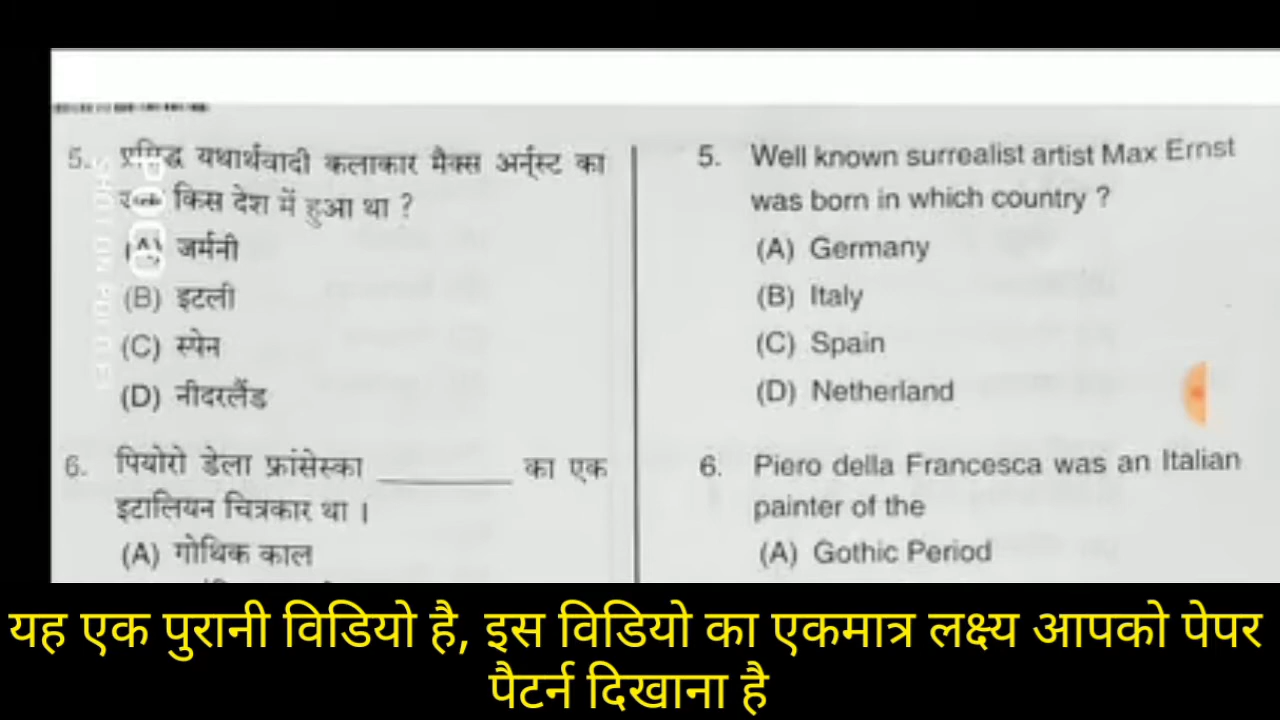 5. प्रसिद्ध यथार्थवादी कलाकार मैक्स अर्न्स्ट का
किस देश में हुआ था ?
(A) जर्मनी
(B) इटली
(C) स्पेन
(D) नीदरलैंड
6. पियोरो डेला फ्रांसेस्का ________ का एक
इटालियन चित्रकार था ।
(A) गोथिक काल
5. Well known surrealist artist Max Ernst
was born in which country ?
(A) Germany
(B) Italy
(C) Spain
(D) Netherland
6. Piero della Francesca was an Italian
painter of the
(A) Gothic Period
यह एक पुरानी विडियो है, इस विडियो का एकमात्र लक्ष्य आपको पेपर
पैटर्न दिखाना है